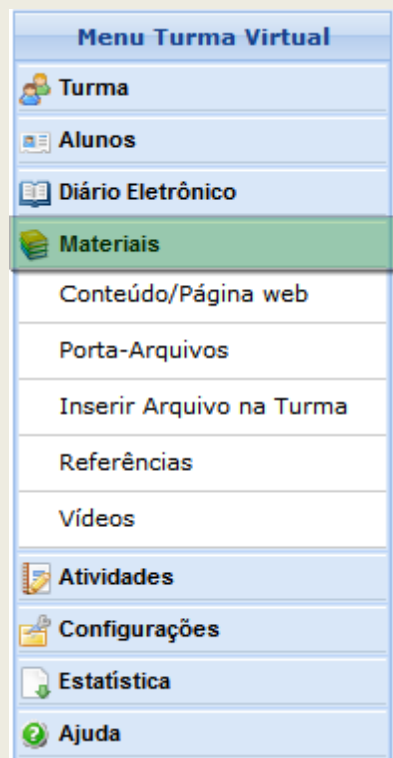 Menu Turma Virtual
Turma
Alunos
Diário Eletrônico
Materiais
Conteúdo/Página web
Porta-Arquivos
Inserir Arquivo na Turma
Referências
Vídeos
Atividades
Configurações
Estatística
Ajuda